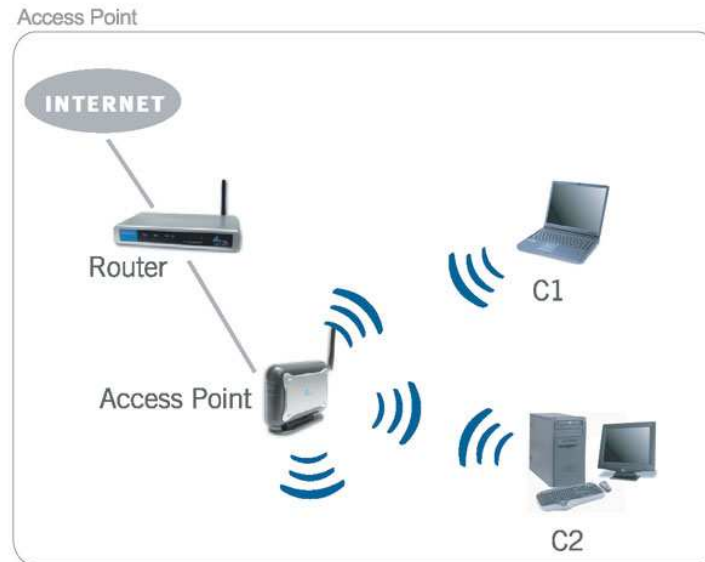 Access Point
INTERNET
Router
C1
Access Point
C2